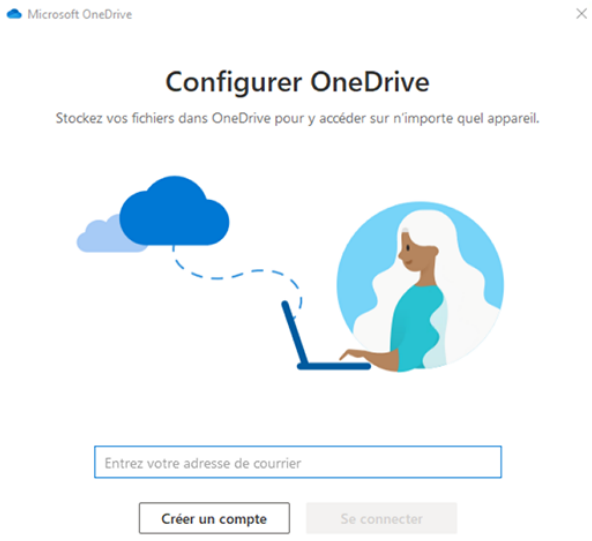 Microsoft OneDrive
Configurer OneDrive
Stockez vos fichiers dans OneDrive pour y accéder sur n'importe quel appareil.
Entrez votre adresse de courrier
Créer un compte
Se connecter